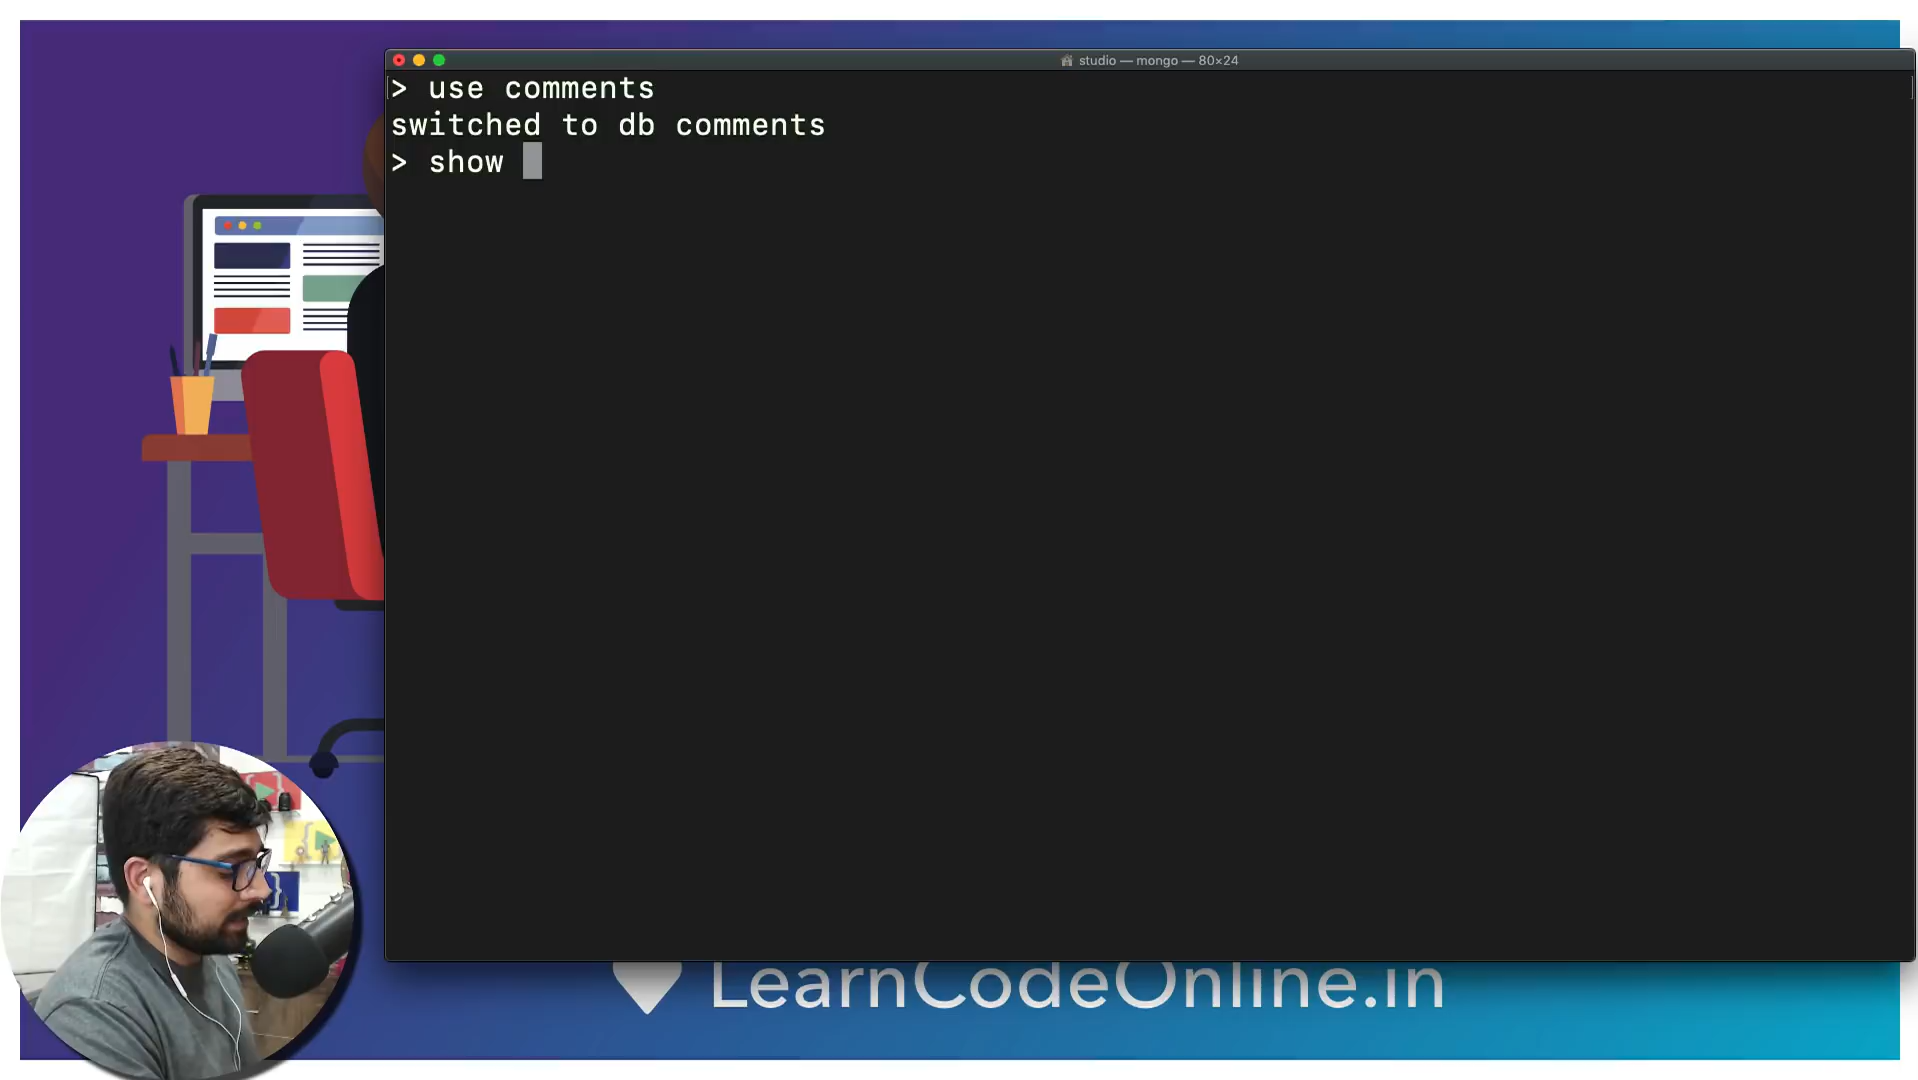 studio — mongo — 80×24
> use comments
switched to db comments
> show
LearnCodeOnline.in